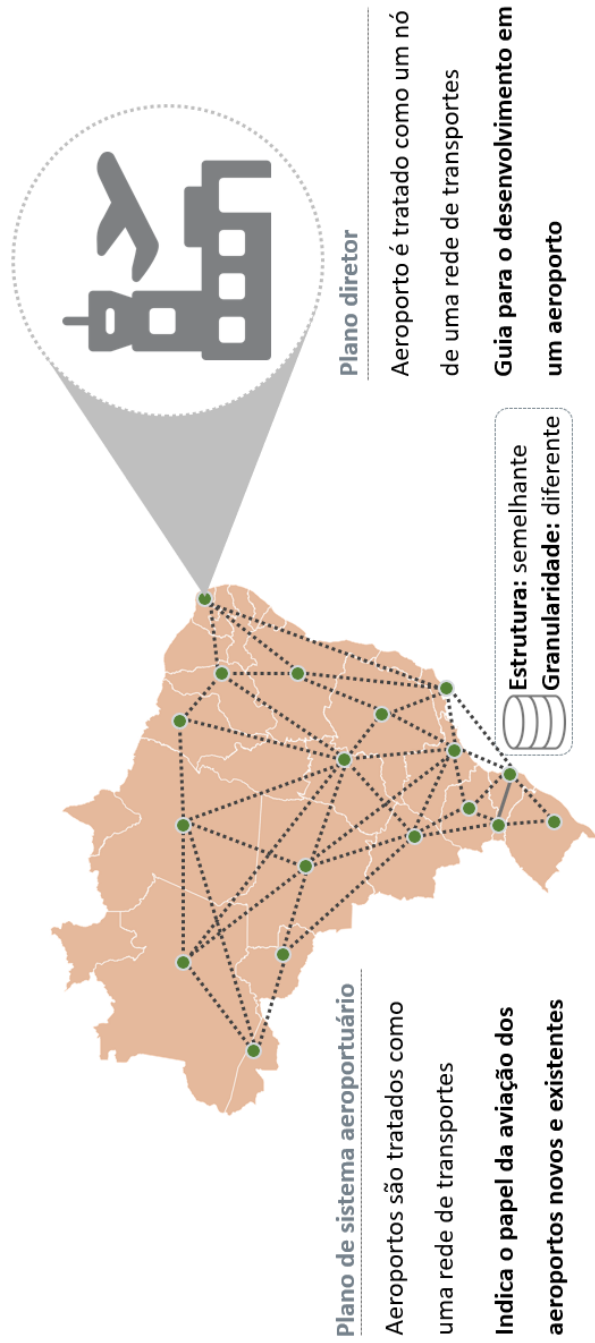 Plano de sistema aeroportuário
Aeroportos são tratados como
uma rede de transportes
Indica o papel da aviação dos
aeroportos novos e existentes
Estrutura: semelhante
Granularidade: diferente
Plano diretor
Aeroporto é tratado como um nó
de uma rede de transportes
Guia para o desenvolvimento em
um aeroporto